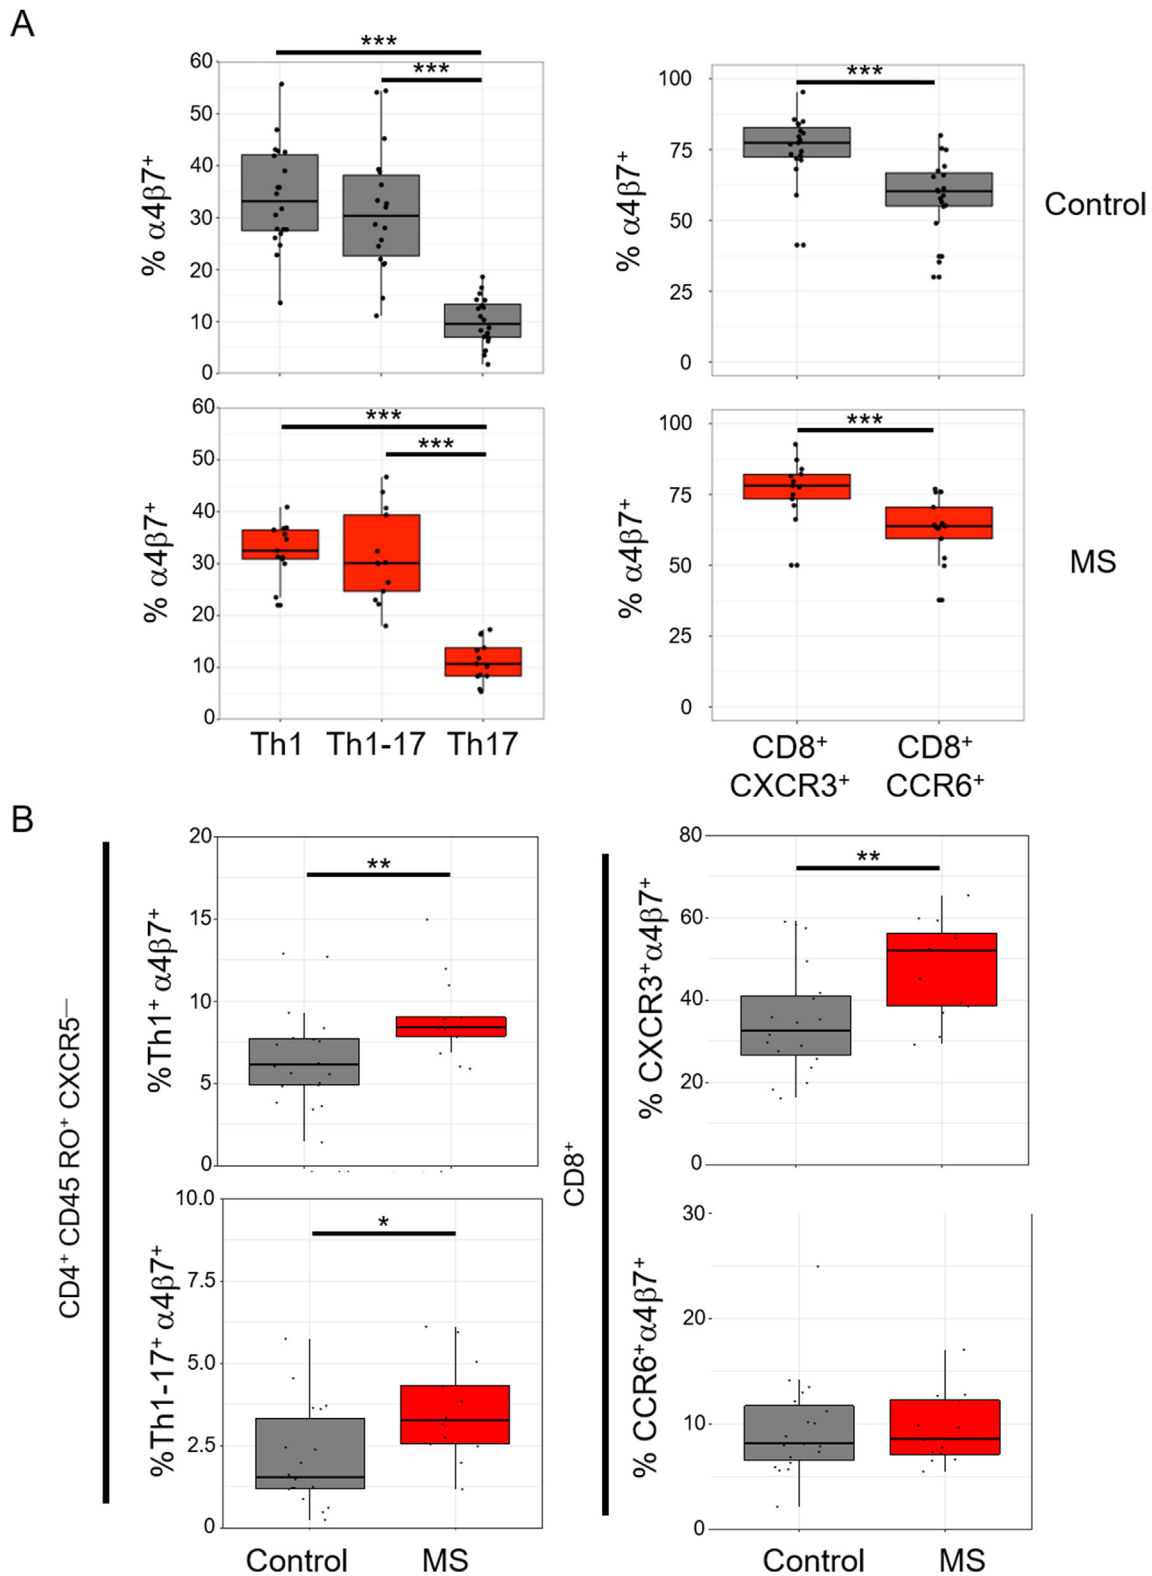 A
***
***
60
50
40
30
20
10
0
% α4β7⁺
***
100
75
50
25
0
% α4β7⁺
Control
***
***
60
50
40
30
20
10
0
% α4β7⁺
Th1 Th1-17 Th17
***
100
75
50
25
0
% α4β7⁺
MS
CD8⁺ CD8⁺
CXCR3⁺ CCR6⁺
B
CD4⁺ CD45 RO⁺ CXCR5—
**
20
15
10
5
0
%Th1⁺ α4β7⁺
CD8⁺
**
80
60
40
20
0
% CXCR3⁺α4β7⁺
*
10.0
7.5
5.0
2.5
0
%Th1-17⁺ α4β7⁺
Control MS
30
20
10
0
% CCR6⁺α4β7⁺
Control MS